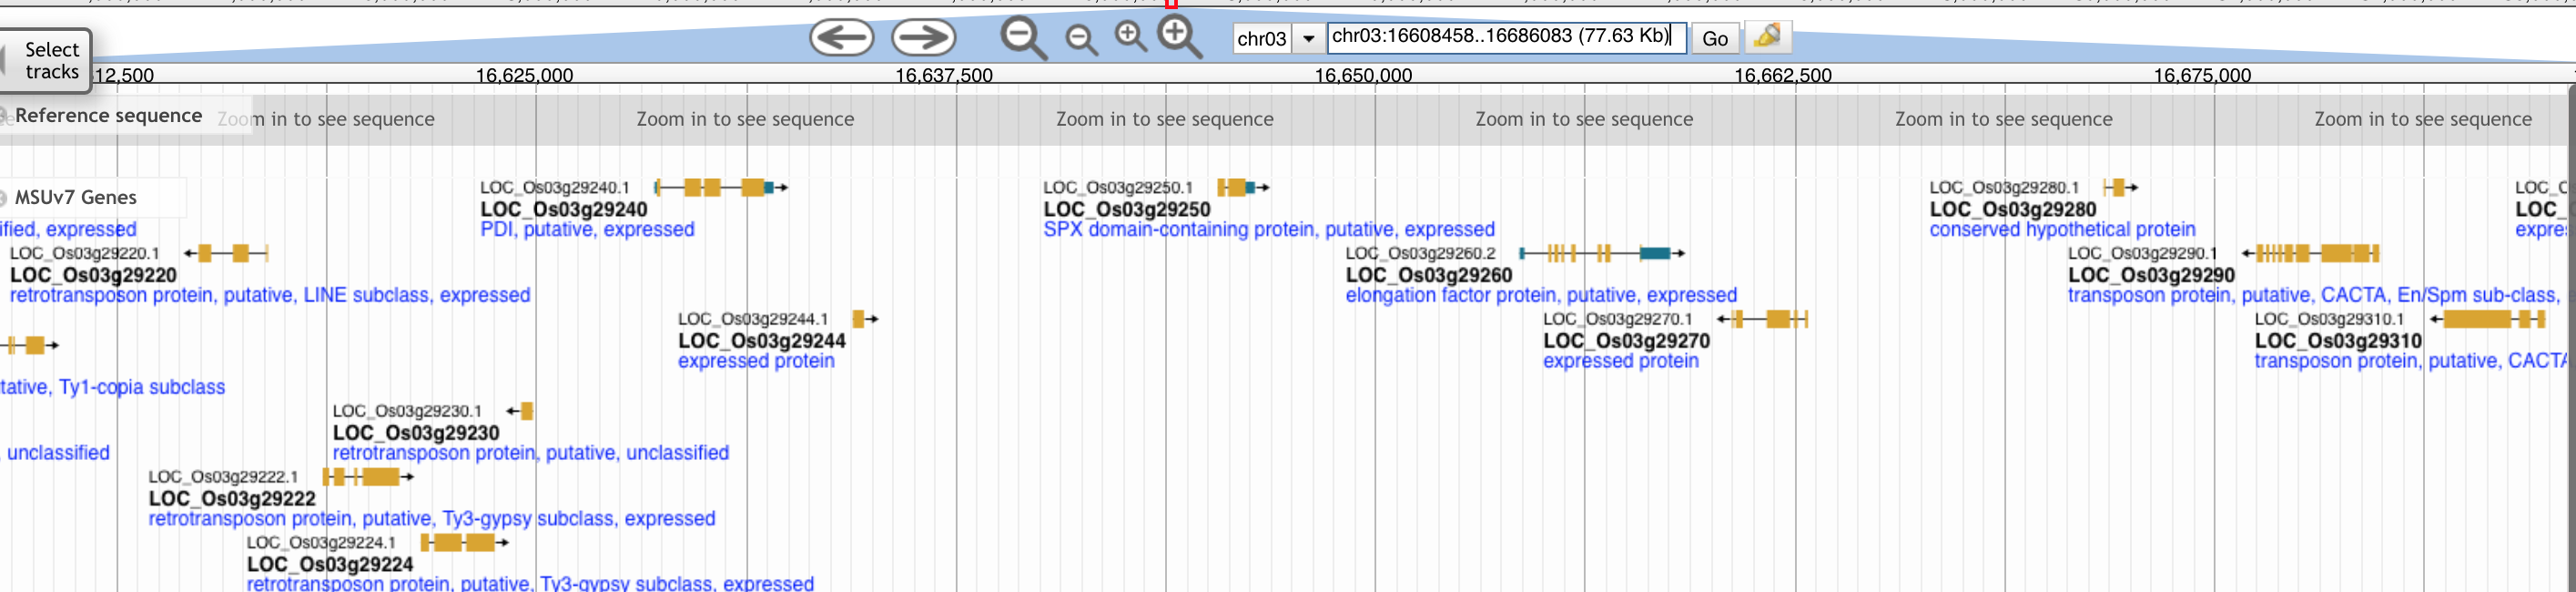 Select
tracks
chr03
chr03:16608458..16686083 (77.63 Kb)
Go
12,500 16,625,000 16,637,500 16,650,000 16,662,500 16,675,000
Reference sequence
Zoom in to see sequence Zoom in to see sequence Zoom in to see sequence Zoom in to see sequence Zoom in to see sequence Zoom in to see sequence
MSUv7 Genes
LOC_Os03g29240.1
LOC_Os03g29240
PDI, putative, expressed
LOC_Os03g29250.1
LOC_Os03g29250
SPX domain-containing protein, putative, expressed
LOC_Os03g29280.1
LOC_Os03g29280
conserved hypothetical protein
ified, expressed
LOC_Os03g29220.1
LOC_Os03g29220
retrotransposon protein, putative, LINE subclass, expressed
LOC_Os03g29260.2
LOC_Os03g29260
elongation factor protein, putative, expressed
LOC_Os03g29290.1
LOC_Os03g29290
transposon protein, putative, CACTA, En/Spm sub-class,
LOC_Os03g29244.1
LOC_Os03g29244
expressed protein
LOC_Os03g29270.1
LOC_Os03g29270
expressed protein
LOC_Os03g29310.1
LOC_Os03g29310
transposon protein, putative, CACTA
tative, Ty1-copia subclass
LOC_Os03g29230.1
LOC_Os03g29230
retrotransposon protein, putative, unclassified
, unclassified
LOC_Os03g29222.1
LOC_Os03g29222
retrotransposon protein, putative, Ty3-gypsy subclass, expressed
LOC_Os03g29224.1
LOC_Os03g29224
retrotransposon protein, putative, Ty3-gypsy subclass, expressed